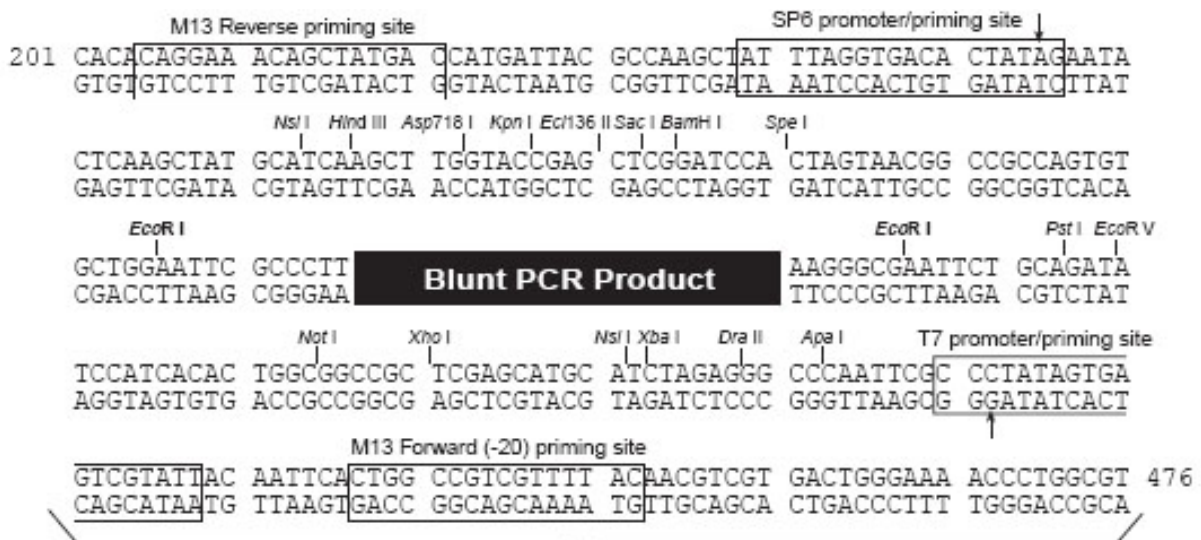 M13 Reverse priming site SP6 promoter/priming site
201 CACACAGGAA ACAGCTATGAC CATGATTAC GCCAAGCTAT TTAGGTGACA CTATAGAATA
GTGTGTCCTT TGTCGATACTG GTACTAATG CGGTTCGATA AATCCACTGT GATATCTTAT
Nsi I Hind III Asp718 I Kpn I Ecl136 II Sac I BamH I Spe I
CTCAAGCTAT GCATCAAGCT TGGTACCGAG CTCGGATCCA CTAGTAACGG CCGCCAGTGT
GAGTTCGATA CGTAGTTCGA ACCATGGCTC GAGCCTAGGT GATCATTGCC GGCGGTCACA
EcoR I EcoR I Pst I EcoR V
GCTGGAATTC GCCCTT Blunt PCR Product AAGGGCGAATTCT GCAGATA
CGACCTTAAG CGGGAA TTCCCGCTTAAGA CGTCTAT
Not I Xho I Nsi I Xba I Dra II Apa I T7 promoter/priming site
TCCATCACAC TGGCGGCCGC TCGAGCATGC ATCTAGAGGG CCCAATTCGC CCTATAGTGA
AGGTAGTGTG ACCGCCGGCG AGCTCGTACG TAGATCTCCC GGGTTAAGCG GGATATCACT
M13 Forward (-20) priming site
GTCGTATTAC AATTCACTGG CCGTCGTTTT ACAACGTCGT GACTGGGAAA ACCCTGGCGT 476
CAGCATAATG TTAAGTGACC GGCAGCAAAA TGTTGCAGCA CTGACCCTTT TGGGACCGCA